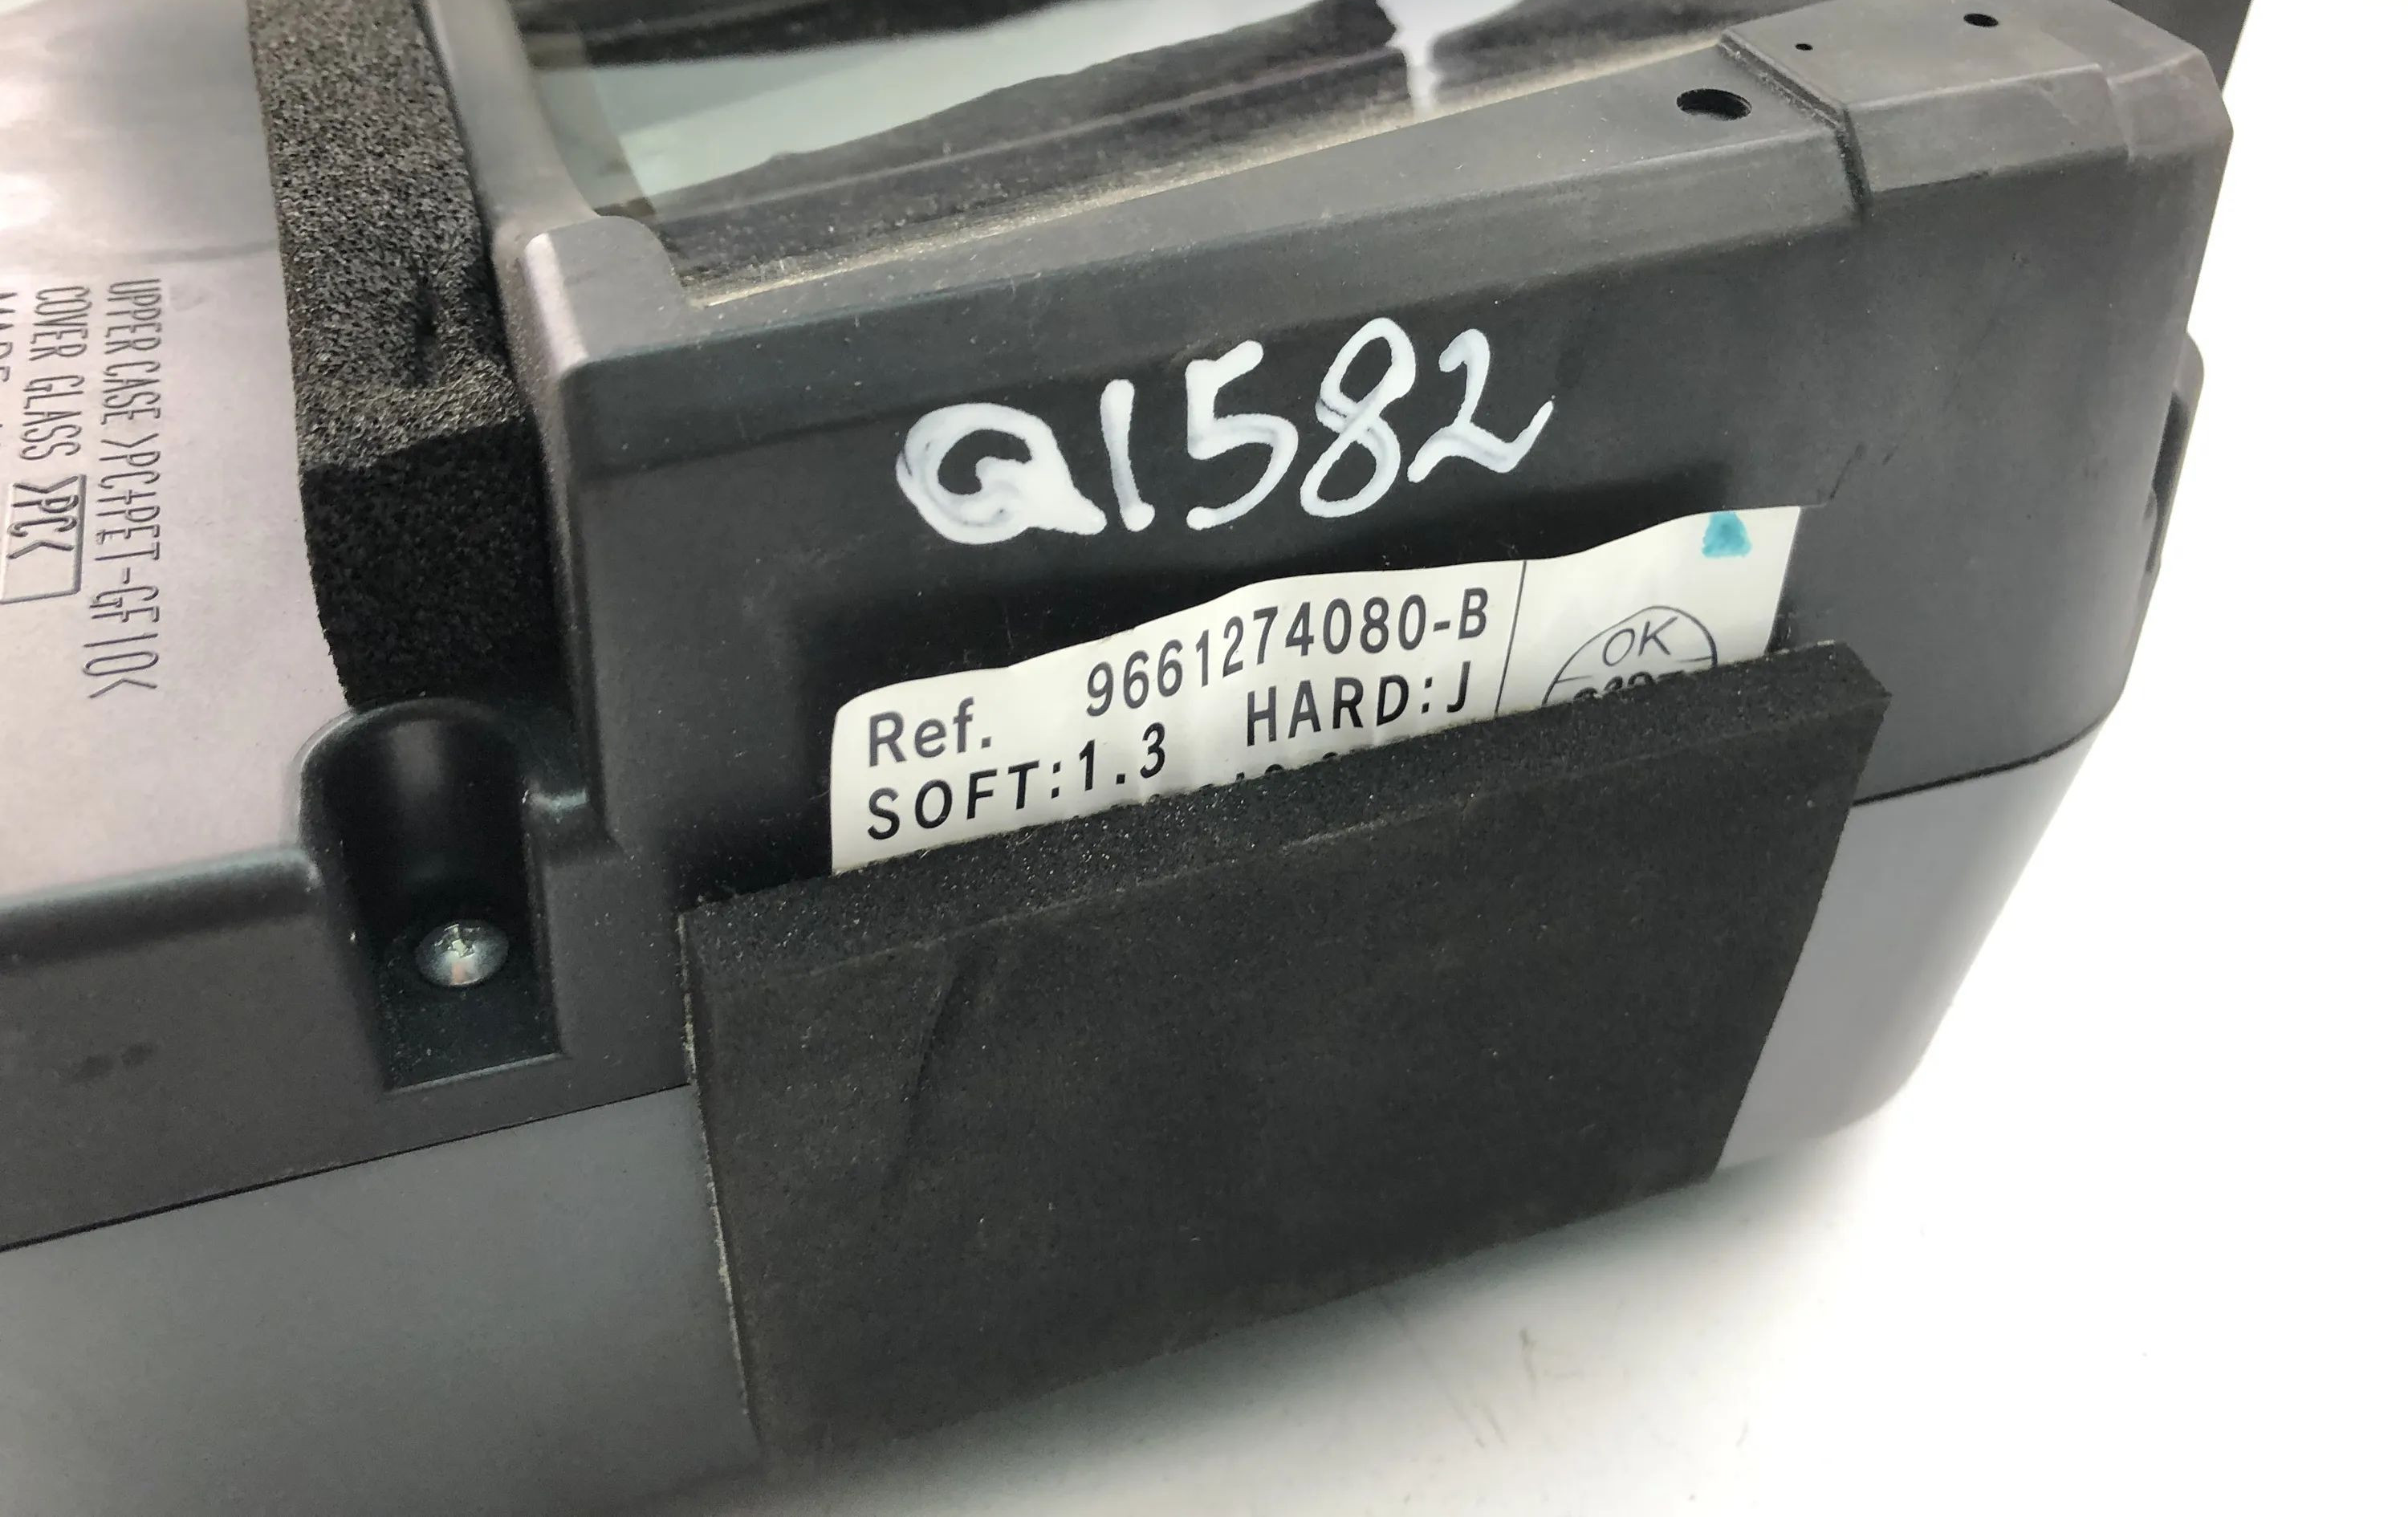 Q1582
Ref. 9661274080-B
SOFT:1.3 HARD:J
OK
UPPER CASE >PC+PET-GF10<
COVER GLASS >PC<